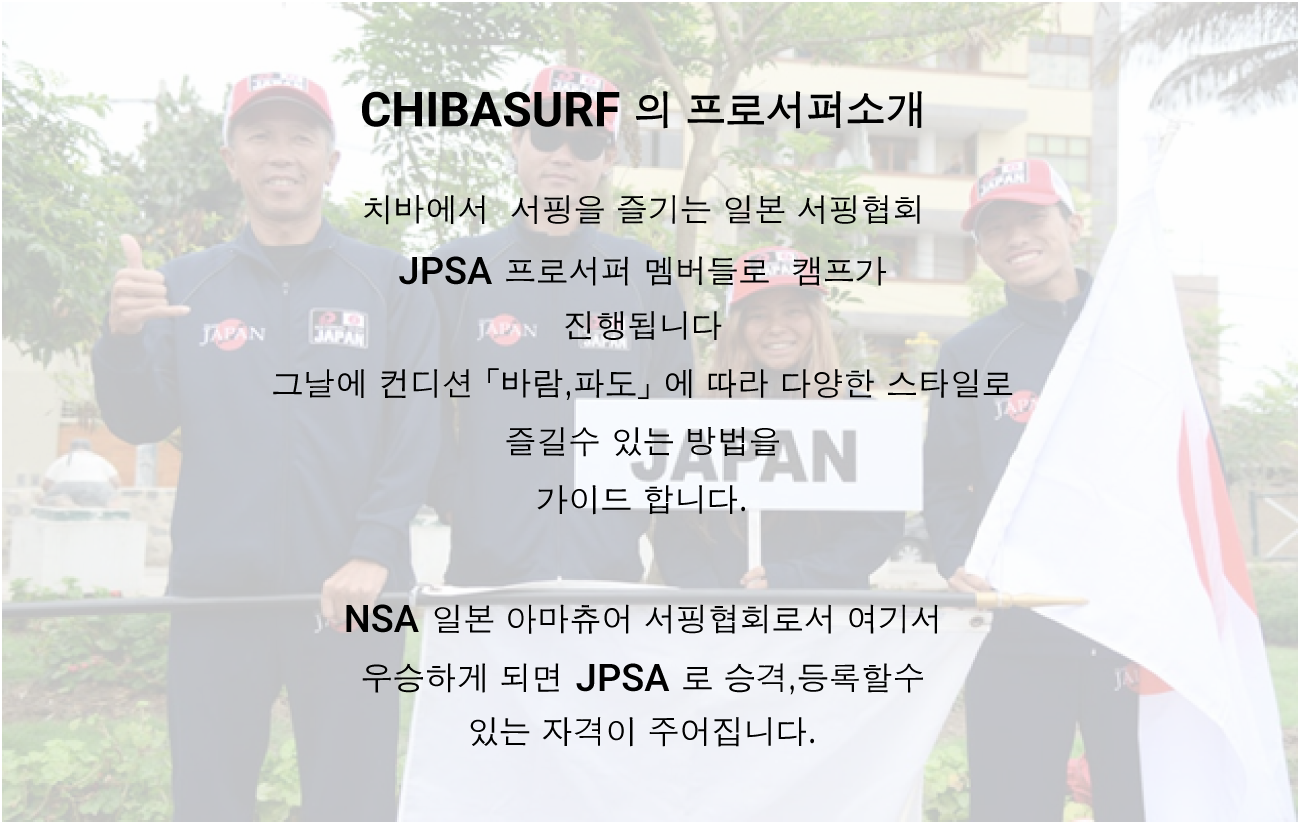 CHIBASURF 의 프로서퍼소개
치바에서 서핑을 즐기는 일본 서핑협회
JPSA 프로서퍼 멤버들로 캠프가
진행됩니다
그날에 컨디션「바람,파도」에 따라 다양한 스타일로
즐길수 있는 방법을
가이드 합니다.
NSA 일본 아마츄어 서핑협회로서 여기서
우승하게 되면 JPSA 로 승격,등록할수
있는 자격이 주어집니다.
JAPAN
JAPAN
JAPAN
JAPAN
JAPAN
JAPAN